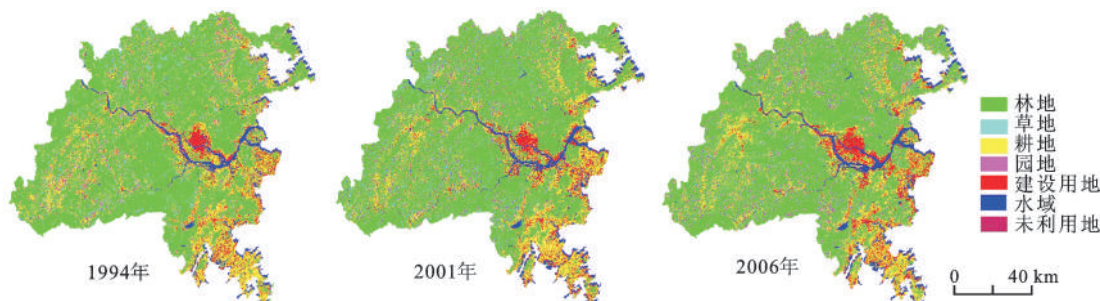 1994年
2001年
2006年
林地
草地
耕地
园地
建设用地
水域
未利用地
0 40 km